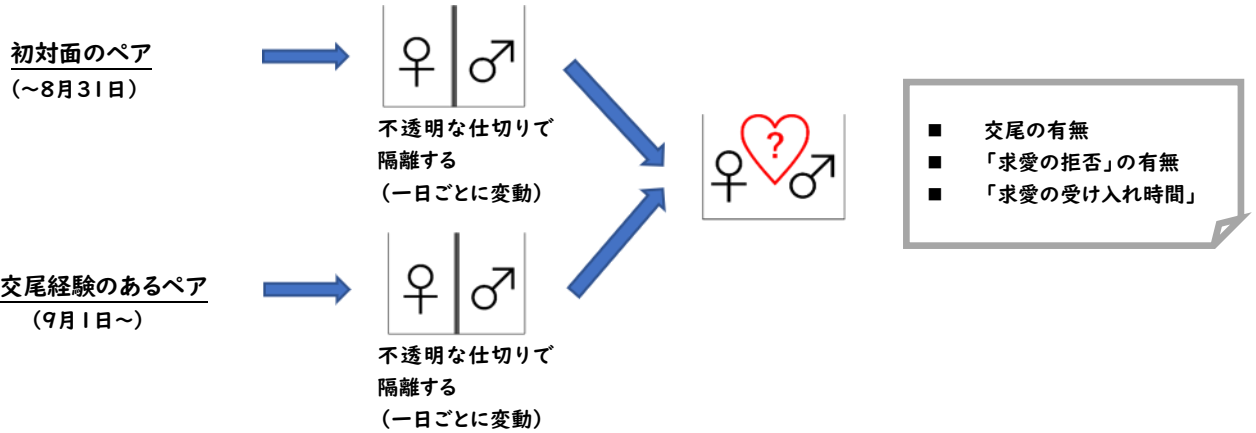 初対面のペア
(~8月31日)
不透明な仕切りで
隔離する
(一日ごとに変動)
交尾経験のあるペア
(9月1日~)
不透明な仕切りで
隔離する
(一日ごとに変動)
♀ ♂
♀ ♂
♀ ? ♂
■ 交尾の有無
■ 「求愛の拒否」の有無
■ 「求愛の受け入れ時間」